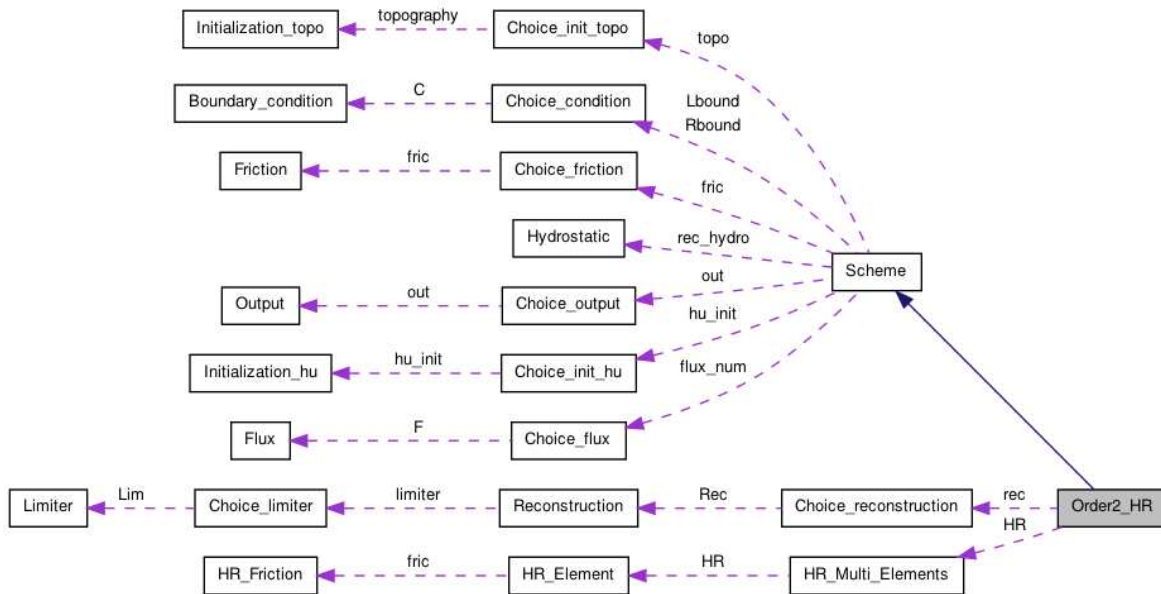 Initialization_topo
topography
Choice_init_topo
topo
Boundary_condition
C
Choice_condition
Lbound
Rbound
Friction
fric
Choice_friction
fric
Hydrostatic
rec_hydro
Scheme
Output
out
Choice_output
out
Initialization_hu
hu_init
Choice_init_hu
hu_init
Flux
F
Choice_flux
flux_num
Limiter
Lim
Choice_limiter
limiter
Reconstruction
Rec
Choice_reconstruction
rec
Order2_HR
HR_Friction
fric
HR_Element
HR
HR_Multi_Elements
HR